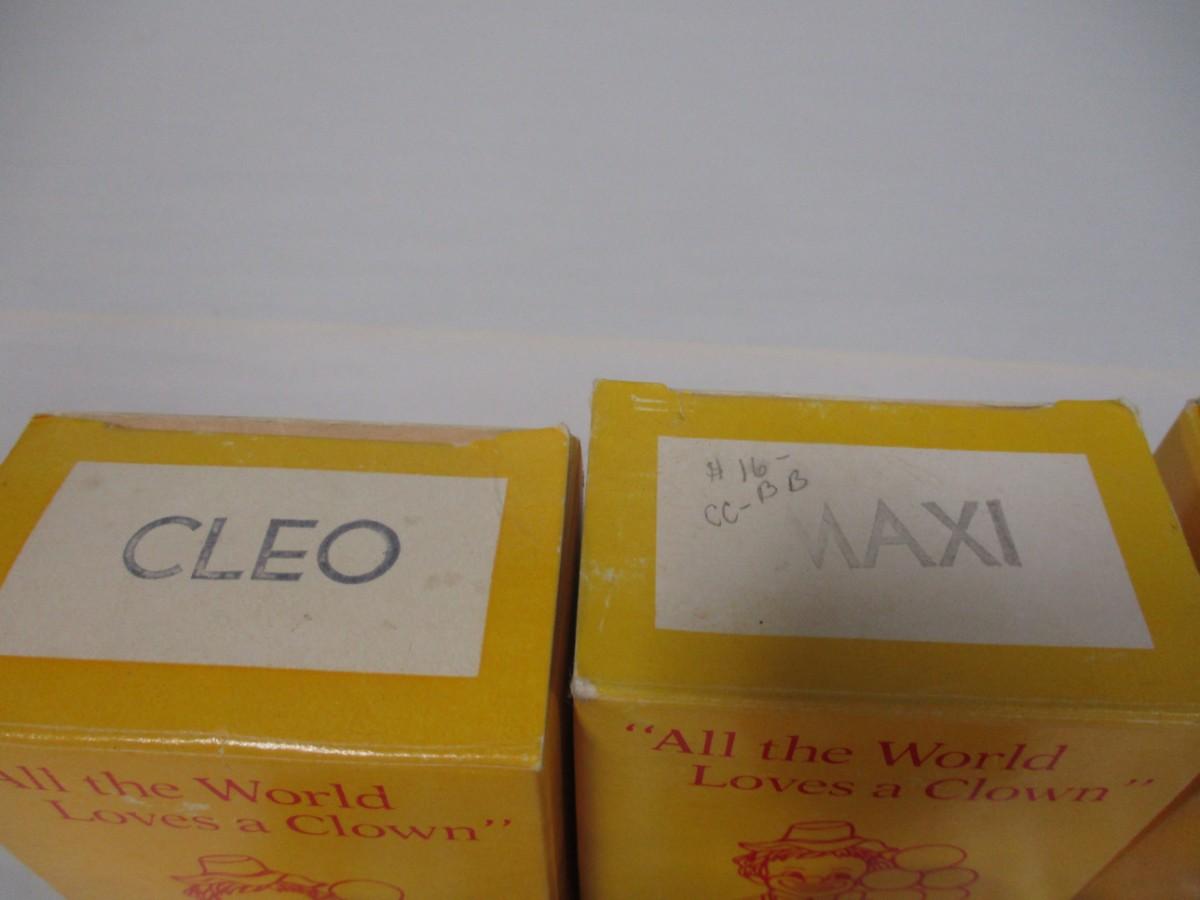 CLEO
All the World
Loves a Clown”
# 16-
CC-BB
MAXI
“All the World
Loves a Clown”